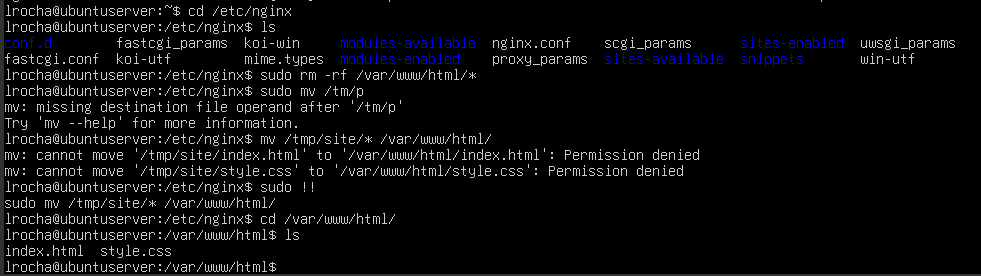 lrocha@ubuntuserver:~$ cd /etc/nginx
lrocha@ubuntuserver:/etc/nginx$ ls
conf.d fastcgi_params koi-win modules-available nginx.conf scgi_params sites-enabled uwsgi_params
fastcgi.conf koi-utf mime.types modules-enabled proxy_params sites-available snippets win-utf
lrocha@ubuntuserver:/etc/nginx$ sudo rm -rf /var/www/html/*
lrocha@ubuntuserver:/etc/nginx$ sudo mv /tm/p
mv: missing destination file operand after '/tm/p'
Try 'mv --help' for more information.
lrocha@ubuntuserver:/etc/nginx$ mv /tmp/site/* /var/www/html/
mv: cannot move '/tmp/site/index.html' to '/var/www/html/index.html': Permission denied
mv: cannot move '/tmp/site/style.css' to '/var/www/html/style.css': Permission denied
lrocha@ubuntuserver:/etc/nginx$ sudo !!
sudo mv /tmp/site/* /var/www/html/
lrocha@ubuntuserver:/etc/nginx$ cd /var/www/html/
lrocha@ubuntuserver:/var/www/html$ ls
index.html style.css
lrocha@ubuntuserver:/var/www/html$